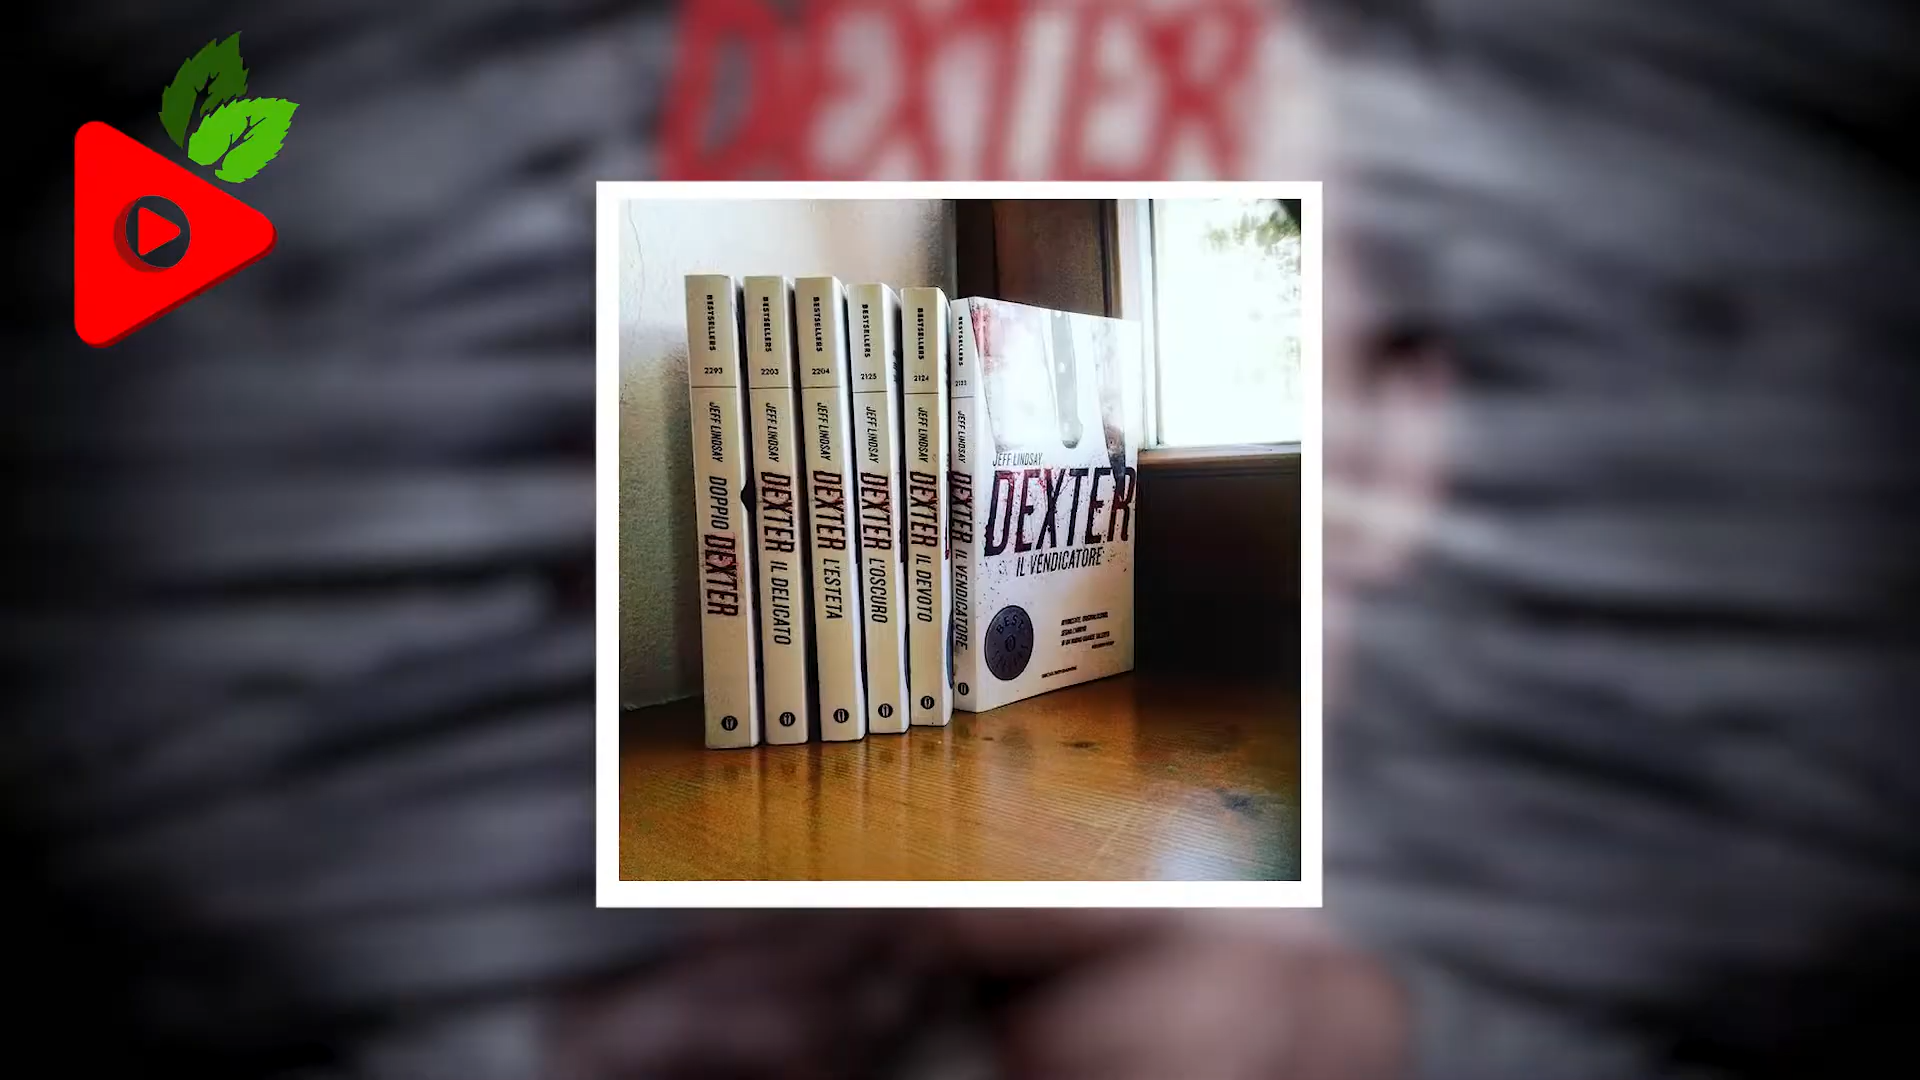 DEXTER
BESTSELLERS
2293
JEFF LINDSAY
DOPPIO DEXTER
BESTSELLERS
2203
JEFF LINDSAY
DEXTER IL DELICATO
BESTSELLERS
2204
JEFF LINDSAY
DEXTER L'ESTETA
BESTSELLERS
2125
JEFF LINDSAY
DEXTER L'OSCURO
BESTSELLERS
2124
JEFF LINDSAY
DEXTER IL DEVOTO
BESTSELLERS
JEFF LINDSAY
DEXTER IL VENDICATORE
JEFF LINDSAY
DEXTER
IL VENDICATORE
BEST